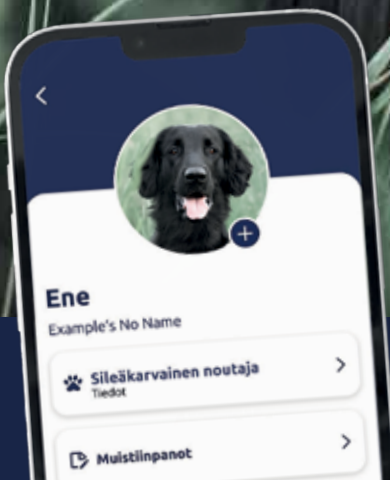 Ene
Example's No Name
Sileäkarvainen noutaja
Tiedot
Muistiinpanot